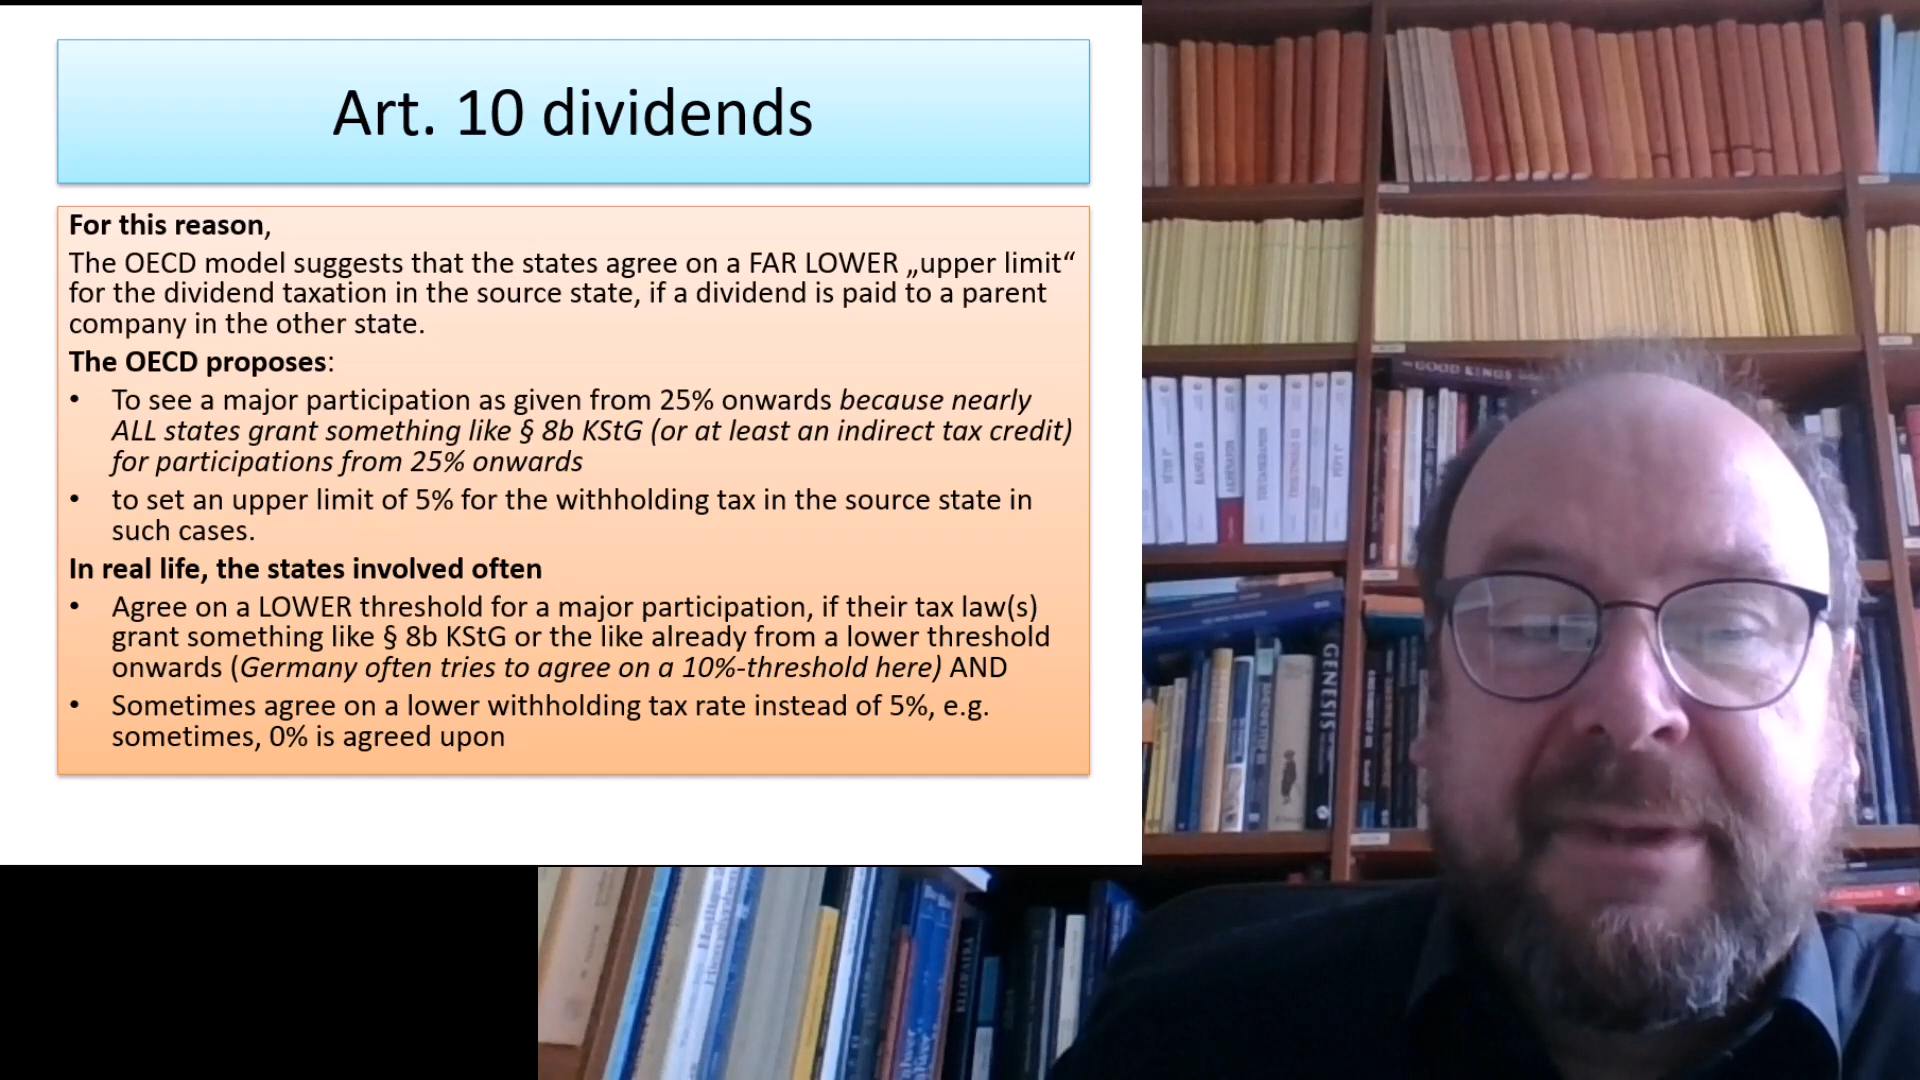 Art. 10 dividends
For this reason,
The OECD model suggests that the states agree on a FAR LOWER „upper limit“
for the dividend taxation in the source state, if a dividend is paid to a parent
company in the other state.
The OECD proposes:
• To see a major participation as given from 25% onwards because nearly
ALL states grant something like § 8b KStG (or at least an indirect tax credit)
for participations from 25% onwards
• to set an upper limit of 5% for the withholding tax in the source state in
such cases.
In real life, the states involved often
• Agree on a LOWER threshold for a major participation, if their tax law(s)
grant something like § 8b KStG or the like already from a lower threshold
onwards (Germany often tries to agree on a 10%-threshold here) AND
• Sometimes agree on a lower withholding tax rate instead of 5%, e.g.
sometimes, 0% is agreed upon
GOOD KINGS
GENESIS